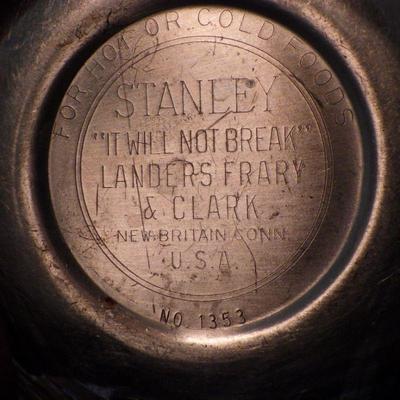 FOR HOT OR COLD FOODS
STANLEY
"IT WILL NOT BREAK"
LANDERS FRARY
& CLARK
NEW BRITAIN CONN.
U.S.A.
NO. 1353